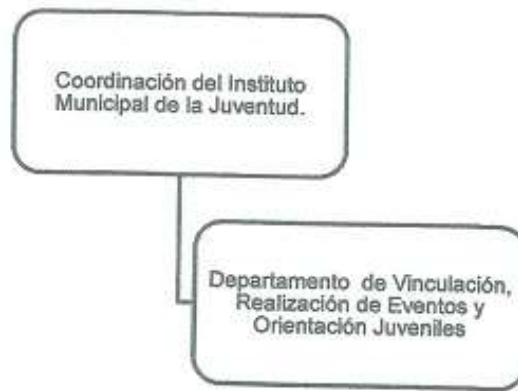 Coordinación del Instituto
Municipal de la Juventud.
Departamento de Vinculación,
Realización de Eventos y
Orientación Juveniles